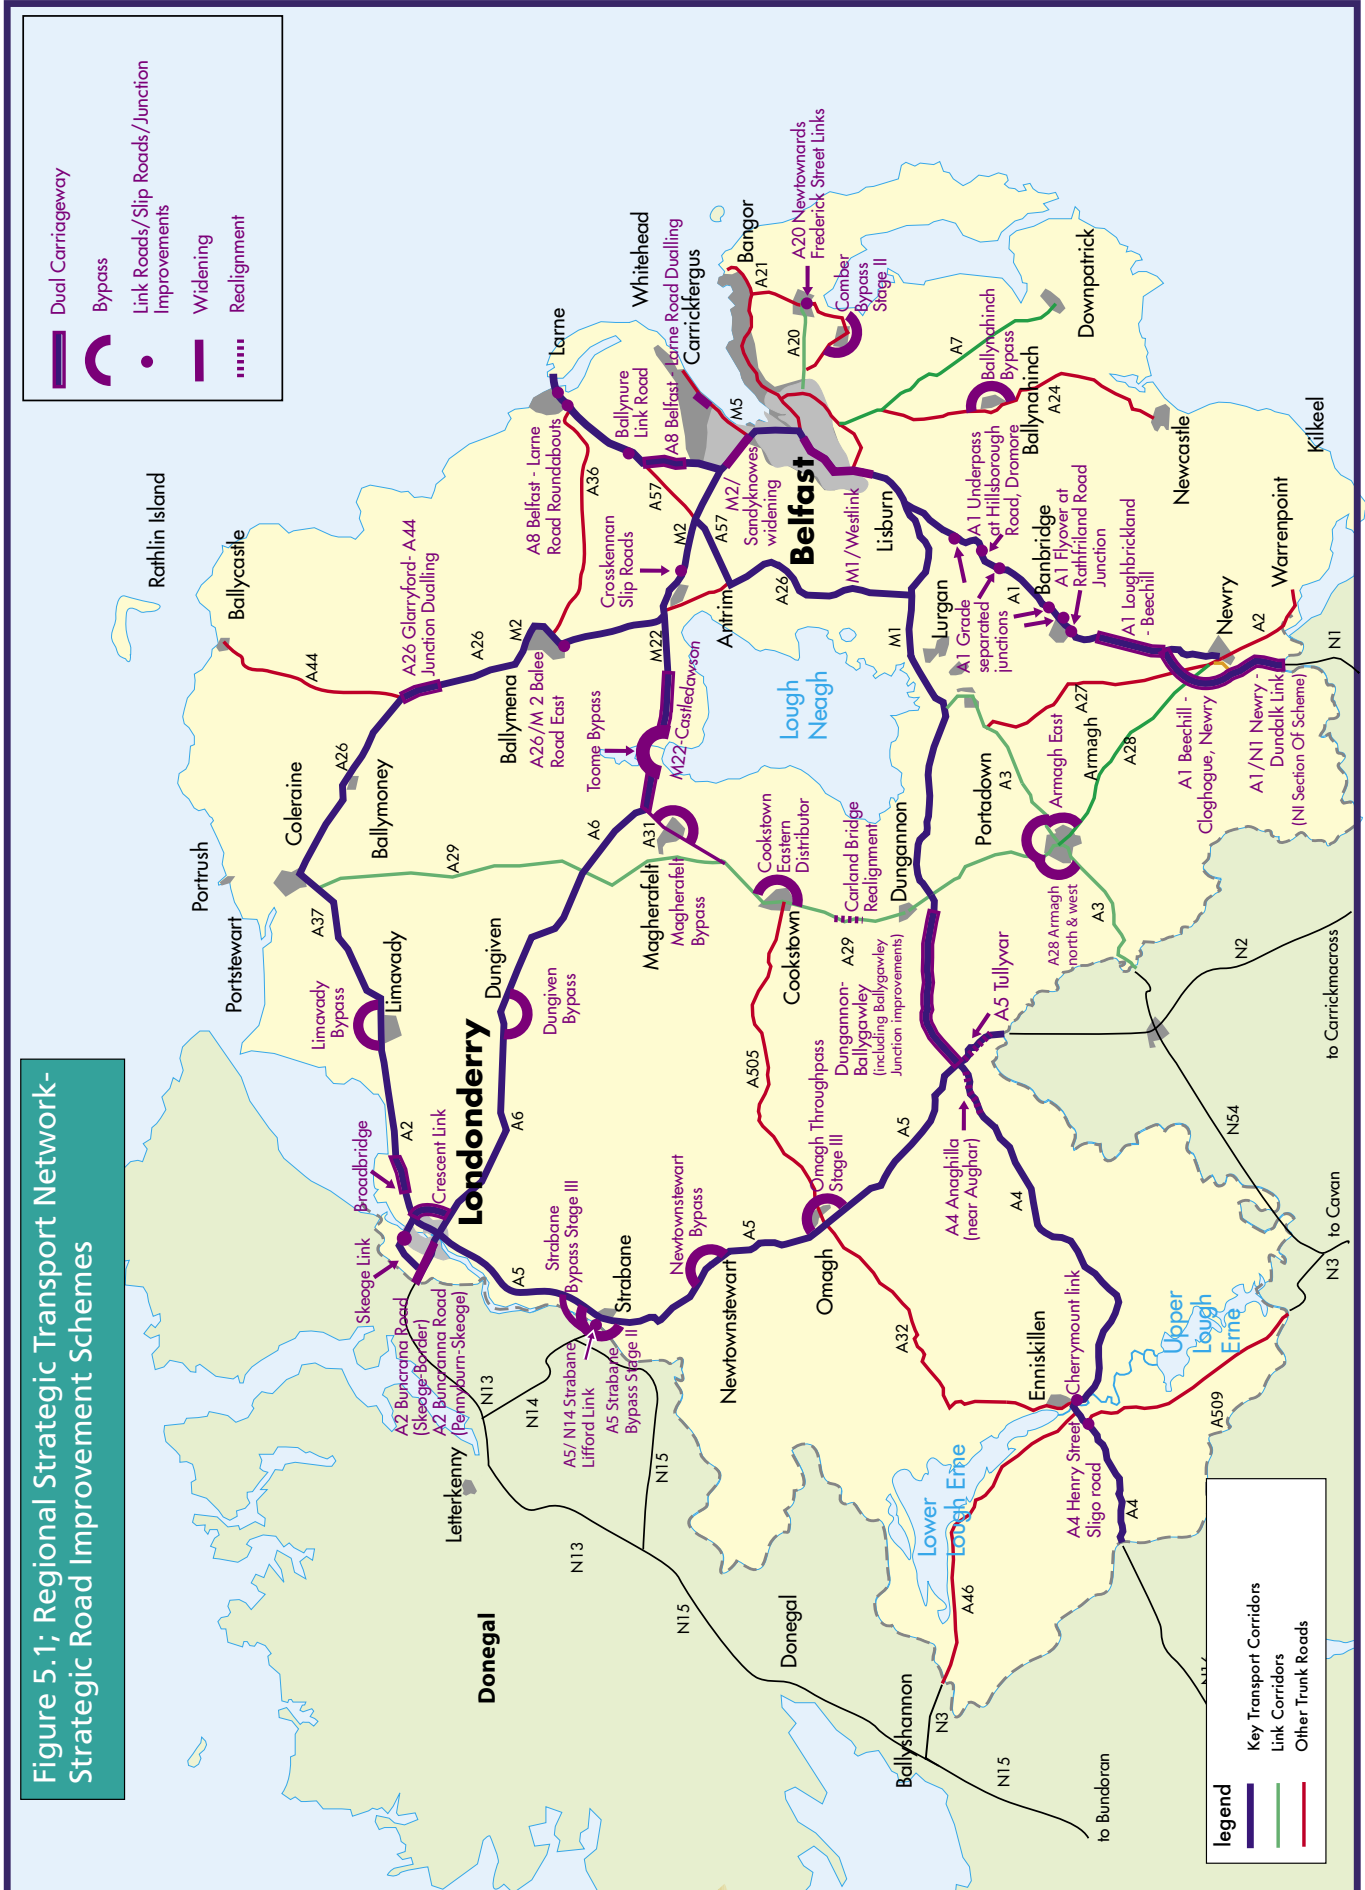 Figure 5.1; Regional Strategic Transport Network-
Strategic Road Improvement Schemes
Dual Carriageway
Bypass
Link Roads/Slip Roads/Junction
Improvements
Widening
Realignment
Rathlin Island
Ballycastle
A44
A26 Glarryford- A44
Junction Dualling
A26
Portrush
Portstewart
Coleraine
A26
Ballymoney
A37
A29
Limavady
Bypass
Limavady
Broadbridge
A2
Crescent Link
Londonderry
Skeoge Link
A2 Buncrana Road
(Skeoge-Border)
A2 Buncranna Road
(Pennyburn-Skeoge)
Dungiven
Dungiven
Bypass
A6
A6
Ballymena
M2
A26/M 2 Balee
Road East
Toome Bypass
M22-Castledawson
M22
A31
Magherafelt
Magherafelt
Bypass
Larne
A8 Belfast - Larne
Road Roundabouts
A36
Ballynure
Link Road
A8 Belfast - Larne Road Dualling
Whitehead
Carrickfergus
Crosskennan
Slip Roads
M2
A57
A57
M2/
Sandyknowes
widening
M5
Antrim
A26
Belfast
M1/Westlink
Bangor
A21
A20
A20 Newtownards
Frederick Street Links
Comber
Bypass
Stage II
A7
Downpatrick
Ballynahinch
Bypass
Ballynahinch
A24
Newcastle
Kilkeel
Lisburn
A1 Underpass
at Hillsborough
Road, Dromore
Banbridge
A1 Flyover at
Rathfriland Road
Junction
A1
A1 Grade
separated
junctions
A1 Loughbrickland
- Beechill
Warrenpoint
Newry
A2
N1
Lurgan
M1
Lough
Neagh
A27
Armagh
A28
A1 Beechill -
Cloghogue, Newry
A1/N1 Newry -
Dundalk Link
(NI Section Of Scheme)
Portadown
A3
Armagh East
A28 Armagh
north & west
A3
Cookstown
Eastern
Distributor
Cookstown
Carland Bridge
Realignment
A29
Dungannon
Dungannon-
Ballygawley
(including Ballygawley
Junction improvements)
A5 Tullyvar
A505
Omagh Throughpass
Stage III
A5
A4 Anaghilla
(near Aughar)
A4
Omagh
A5
Newtownstewart
Bypass
Newtownstewart
Strabane
Bypass Stage III
Strabane
A5
A5/ N14 Strabane
Lifford Link
A5 Strabane
Bypass Stage II
A32
Enniskillen
Cherrymount link
A4 Henry Street
Sligo road
A4
A46
A509
Lower
Lough Erne
Upper
Lough
Erne
N13
N14
N15
Letterkenny
N13
N15
Donegal
Donegal
Ballyshannon
N3
N15
to Bundoran
N2
to Carrickmacross
N54
to Cavan
N3
legend
Key Transport Corridors
Link Corridors
Other Trunk Roads